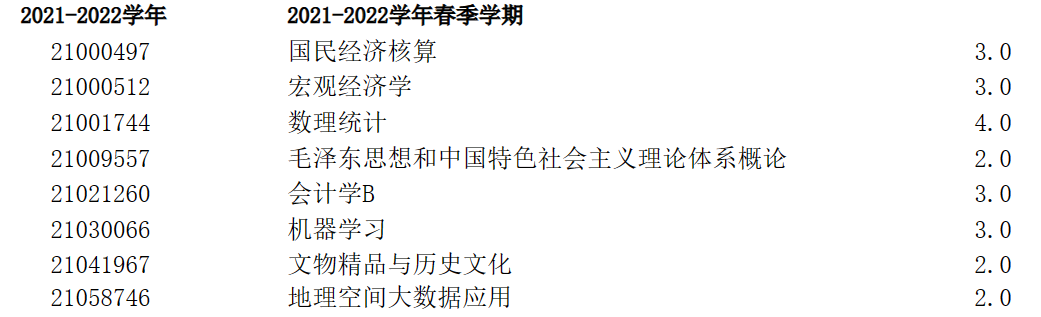 2021-2022学年 2021-2022学年春季学期
21000497 国民经济核算 3.0
21000512 宏观经济学 3.0
21001744 数理统计 4.0
21009557 毛泽东思想和中国特色社会主义理论体系概论 2.0
21021260 会计学B 3.0
21030066 机器学习 3.0
21041967 文物精品与历史文化 2.0
21058746 地理空间大数据应用 2.0